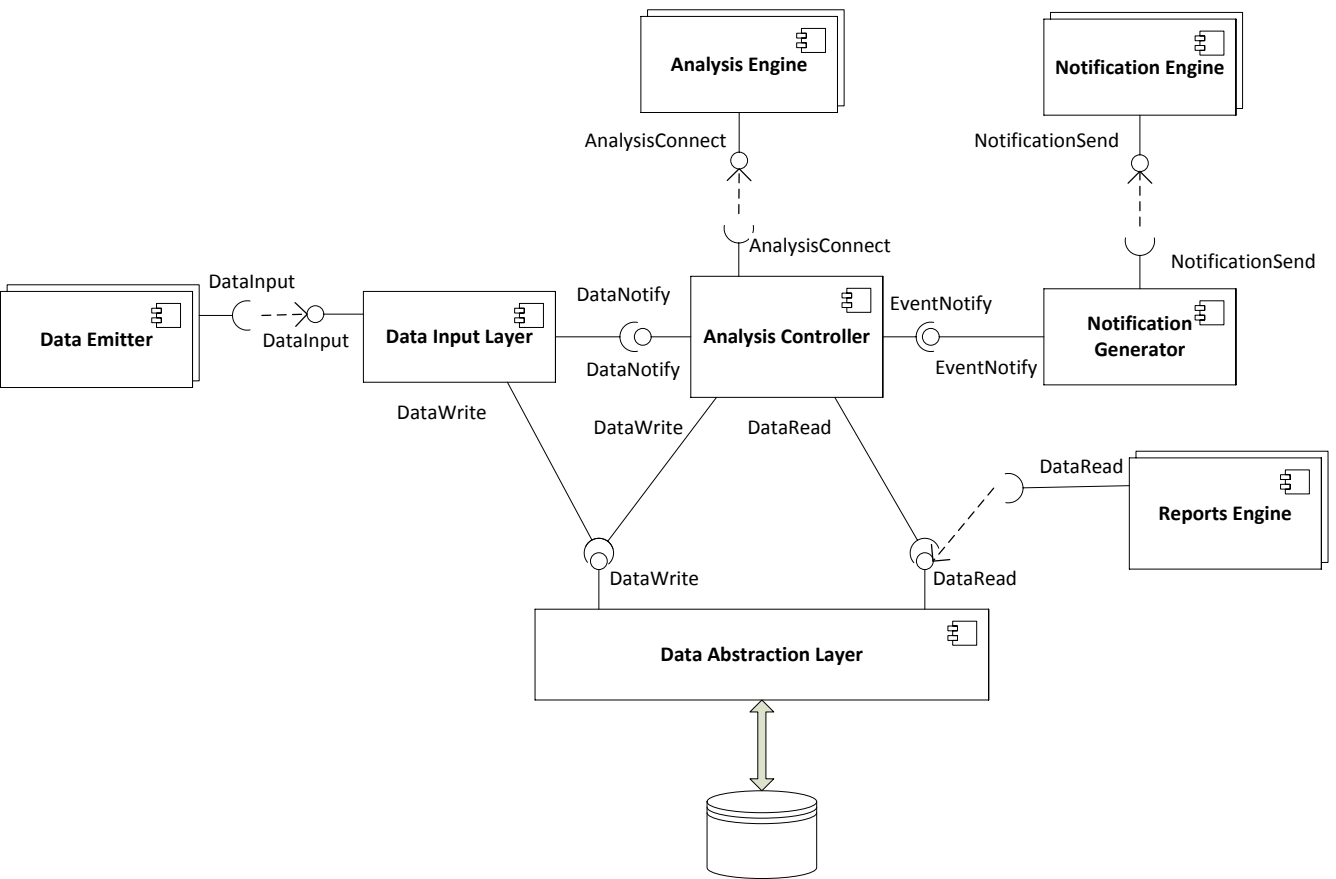 Analysis Engine
Notification Engine
AnalysisConnect
NotificationSend
AnalysisConnect
NotificationSend
DataInput
DataNotify
EventNotify
Data Emitter
DataInput
Data Input Layer
Analysis Controller
Notification
Generator
DataNotify
EventNotify
DataWrite
DataWrite
DataRead
DataRead
Reports Engine
DataWrite
DataRead
Data Abstraction Layer